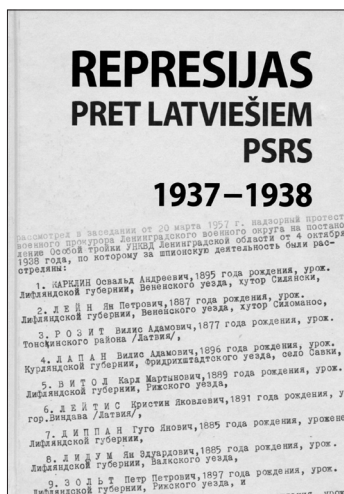 REPRESIJAS
PRET LATVIEŠIEM
PSRS
1937–1938
рассмотрел в заседании от 20 марта 1957 г. надзорный протест
военного прокурора Ленинградского военного округа на постанов
ление Особой тройки УНКВД Ленинградской области от 4 октября
1938 года, по которому за шпионскую деятельность были рас-
стреляны:
1. КАРКЛИН Освальд Андреевич, 1895 года рождения, урож.
Лифляндской губернии, Венденского уезда, хутор
2. Л Е Й Н Ян Петрович, 1887 года рождения, урож.
Лифляндской губернии, Венденского уезда, хутор
3. Р О З И Т Вилис Адамович, 1877 года рождения, урож.
района /Латвия/,
4. Л А П А Н Вилис Адамович, 1896 года рождения, урож.
Курляндской губернии, Фридрихштадтского уезда, село Савки,
5. В И Т О Л Карл Мартынович, 1889 года рождения, урож.
Лифляндской губернии, Рижского уезда,
6. Л Е Й Т И С Кристин Яковлевич, 1891 года рождения, у
гор.Виндава /Латвия/,
7. Д И П П А Н Гуго Янович, 1885 года рождения, уроженец
Лифляндской губернии,
8. Л И Д У М Ян Эдуардович, 1885 года рождения, урож.
Лифляндской губернии, Валкского уезда,
9. З О Л Ь Т Петр Петрович, 1897 года рождения, урож.
Лифляндской губернии, Рижского уезда, и